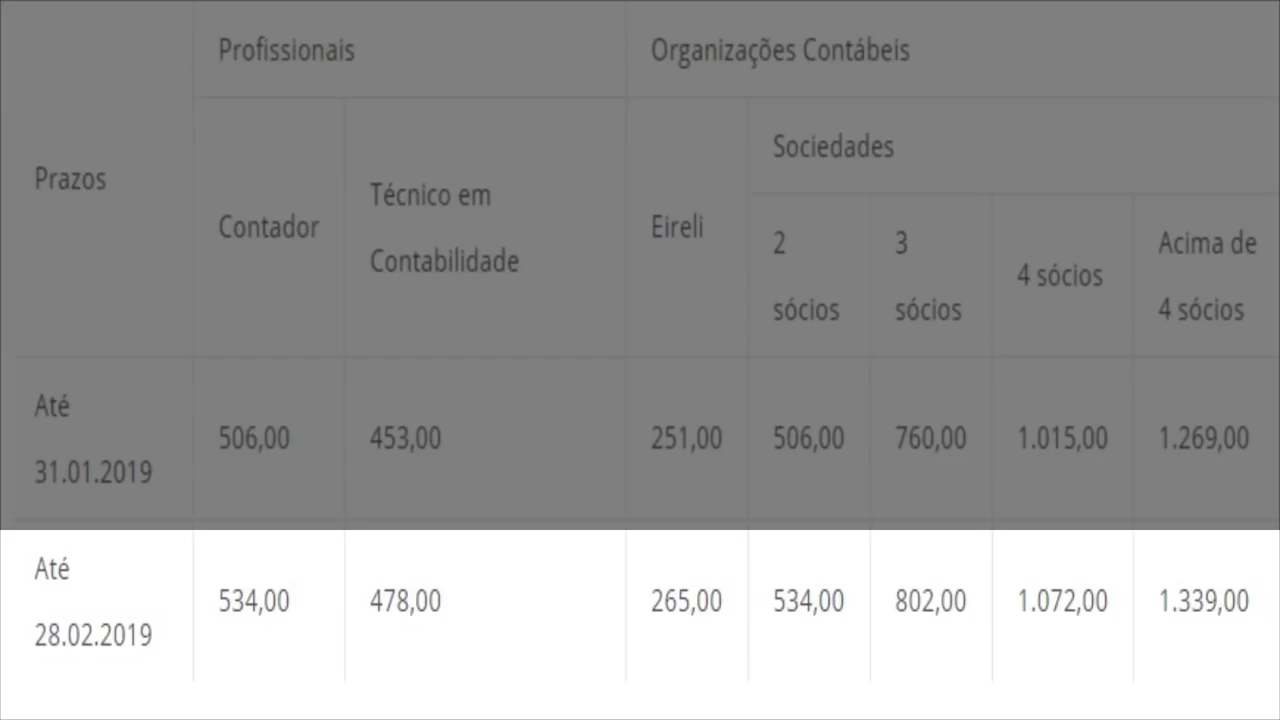 Profissionais
Organizações Contábeis
Prazos
Contador
Técnico em
Contabilidade
Eireli
Sociedades
2
sócios
3
sócios
4 sócios
Acima de
4 sócios
Até
31.01.2019
506,00
453,00
251,00
506,00
760,00
1.015,00
1.269,00
Até
28.02.2019
534,00
478,00
265,00
534,00
802,00
1.072,00
1.339,00